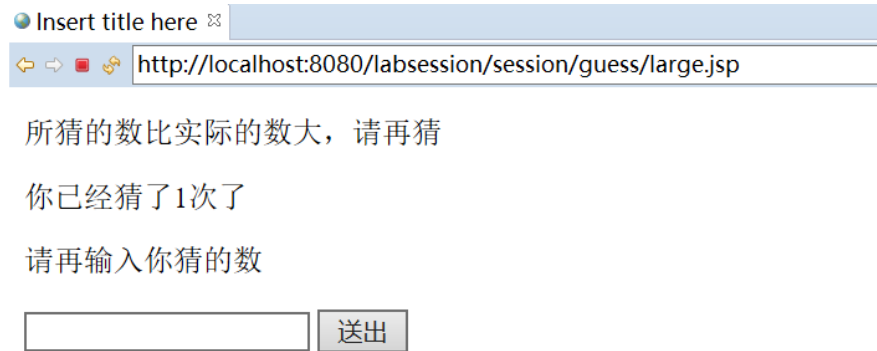 Insert title here
http://localhost:8080/labsession/session/guess/large.jsp
所猜的数比实际的数大，请再猜
你已经猜了1次了
请再输入你猜的数
送出